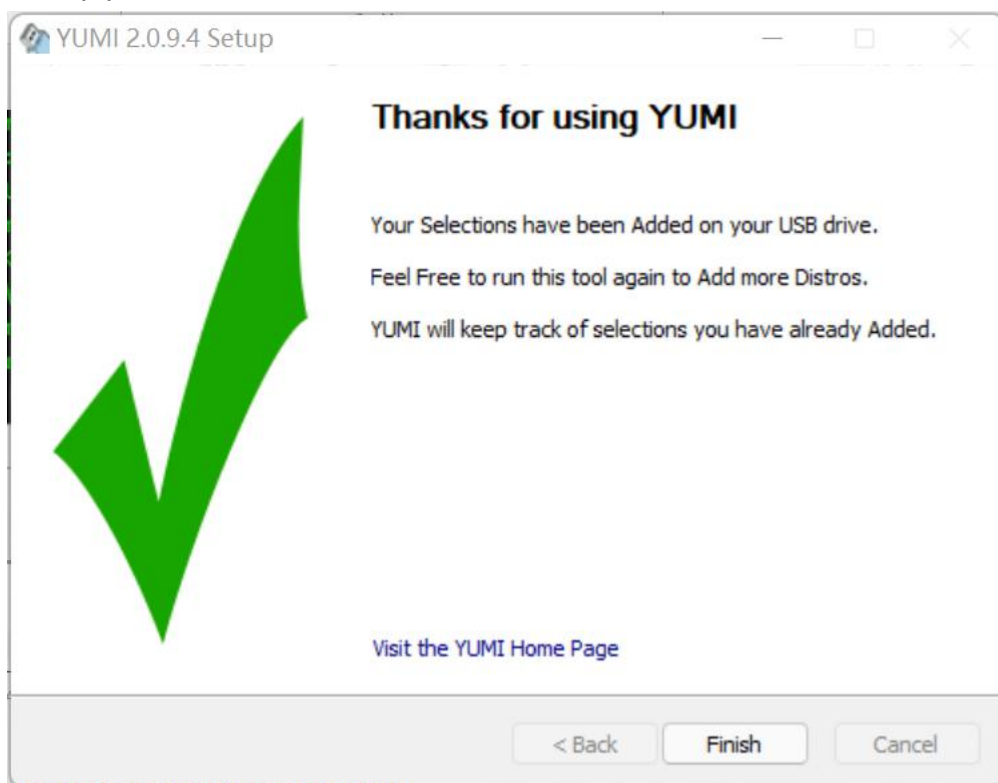 YUMI 2.0.9.4 Setup
Thanks for using YUMI
Your Selections have been Added on your USB drive.
Feel Free to run this tool again to Add more Distros.
YUMI will keep track of selections you have already Added.
Visit the YUMI Home Page
< Back
Finish
Cancel